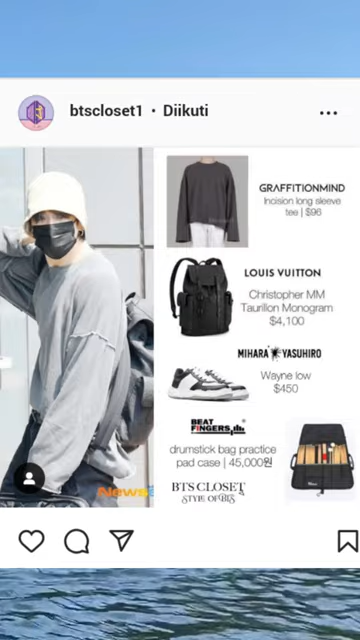 btscloset1 • Diikuti
GRAFFITIONMIND
Incision long sleeve
tee | $96
LOUIS VUITTON
Christopher MM
Taurillon Monogram
$4,100
MIHARA YASUHIRO
Wayne low
$450
BEAT
FINGERS
drumstick bag practice
pad case | 45,000원
BTS CLOSET
STYLE OF BTS
News